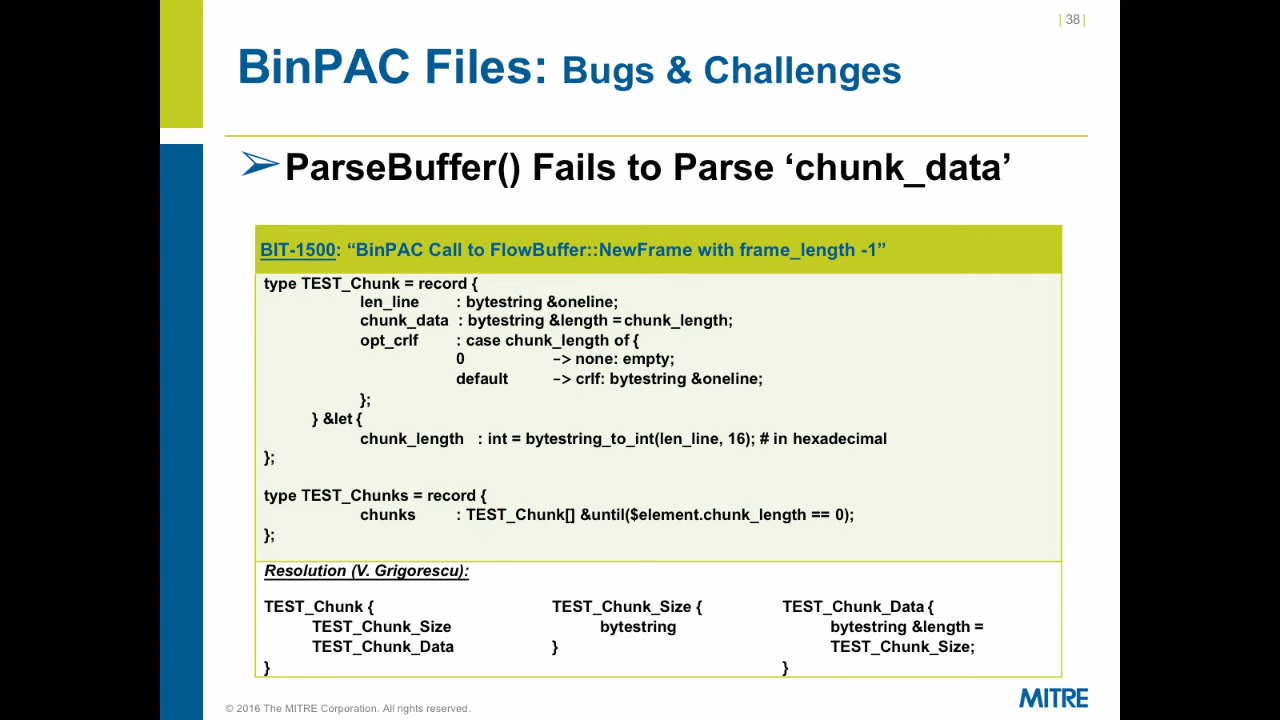 | 38 |
BinPAC Files: Bugs & Challenges
➢ParseBuffer() Fails to Parse ‘chunk_data’
BIT-1500: “BinPAC Call to FlowBuffer::NewFrame with frame_length -1”
type TEST_Chunk = record {
len_line : bytestring &oneline;
chunk_data : bytestring &length = chunk_length;
opt_crlf : case chunk_length of {
0 –> none: empty;
default –> crlf: bytestring &oneline;
};
} &let {
chunk_length : int = bytestring_to_int(len_line, 16); # in hexadecimal
};
type TEST_Chunks = record {
chunks : TEST_Chunk[] &until($element.chunk_length == 0);
};
Resolution (V. Grigorescu):
TEST_Chunk { TEST_Chunk_Size { TEST_Chunk_Data {
TEST_Chunk_Size bytestring bytestring &length =
TEST_Chunk_Data } TEST_Chunk_Size;
} }
© 2016 The MITRE Corporation. All rights reserved.
MITRE